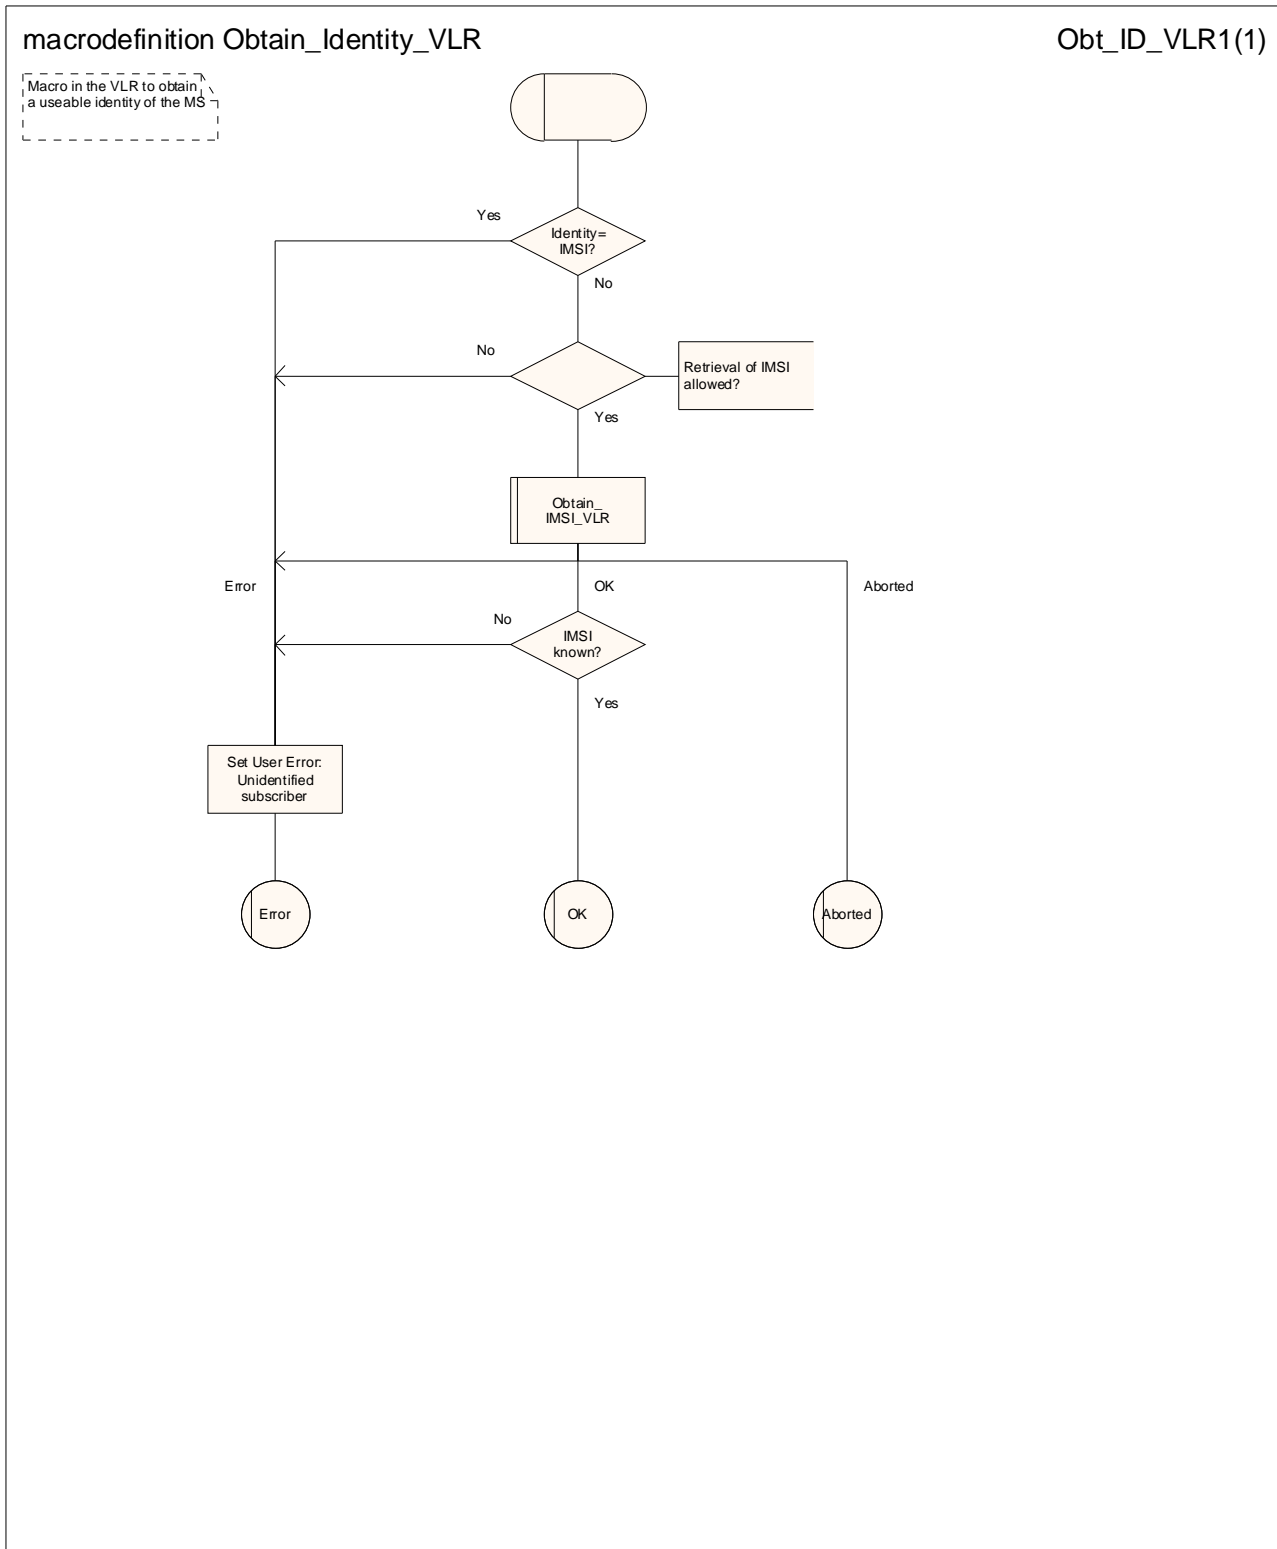 macrodefinition Obtain_Identity_VLR
Obt_ID_VLR1(1)
Macro in the VLR to obtain
a useable identity of the MS
Yes
Identity=
IMSI?
No
No
Retrieval of IMSI
allowed?
Yes
Obtain_
IMSI_VLR
Error
OK
Aborted
No
IMSI
known?
Yes
Set User Error:
Unidentified
subscriber
Error
OK
Aborted